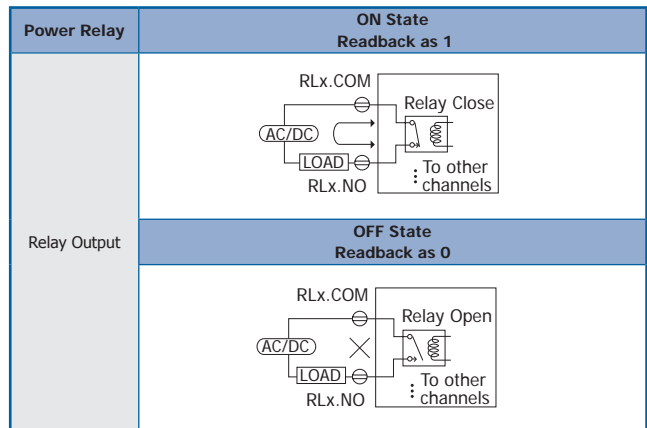 Power Relay
ON State
Readback as 1
Relay Output
RLx.COM
Relay Close
AC/DC
LOAD
RLx.NO
To other
channels
OFF State
Readback as 0
RLx.COM
Relay Open
AC/DC
LOAD
RLx.NO
To other
channels